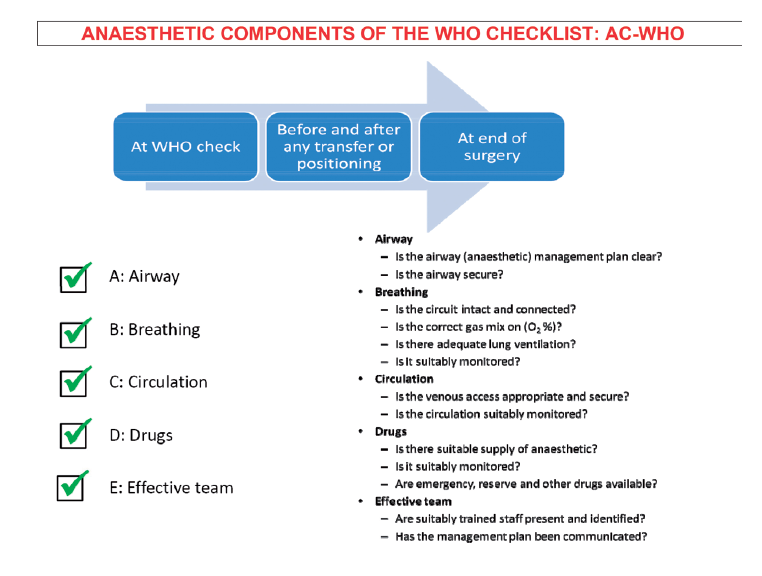 ANAESTHETIC COMPONENTS OF THE WHO CHECKLIST: AC-WHO
At WHO check
Before and after
any transfer or
positioning
At end of
surgery
A: Airway
B: Breathing
C: Circulation
D: Drugs
E: Effective team
• Airway
– Is the airway (anaesthetic) management plan clear?
– Is the airway secure?
• Breathing
– Is the circuit intact and connected?
– Is the correct gas mix on (O₂ %)?
– Is there adequate lung ventilation?
– Is it suitably monitored?
• Circulation
– Is the venous access appropriate and secure?
– Is the circulation suitably monitored?
• Drugs
– Is there suitable supply of anaesthetic?
– Is it suitably monitored?
– Are emergency, reserve and other drugs available?
• Effective team
– Are suitably trained staff present and identified?
– Has the management plan been communicated?